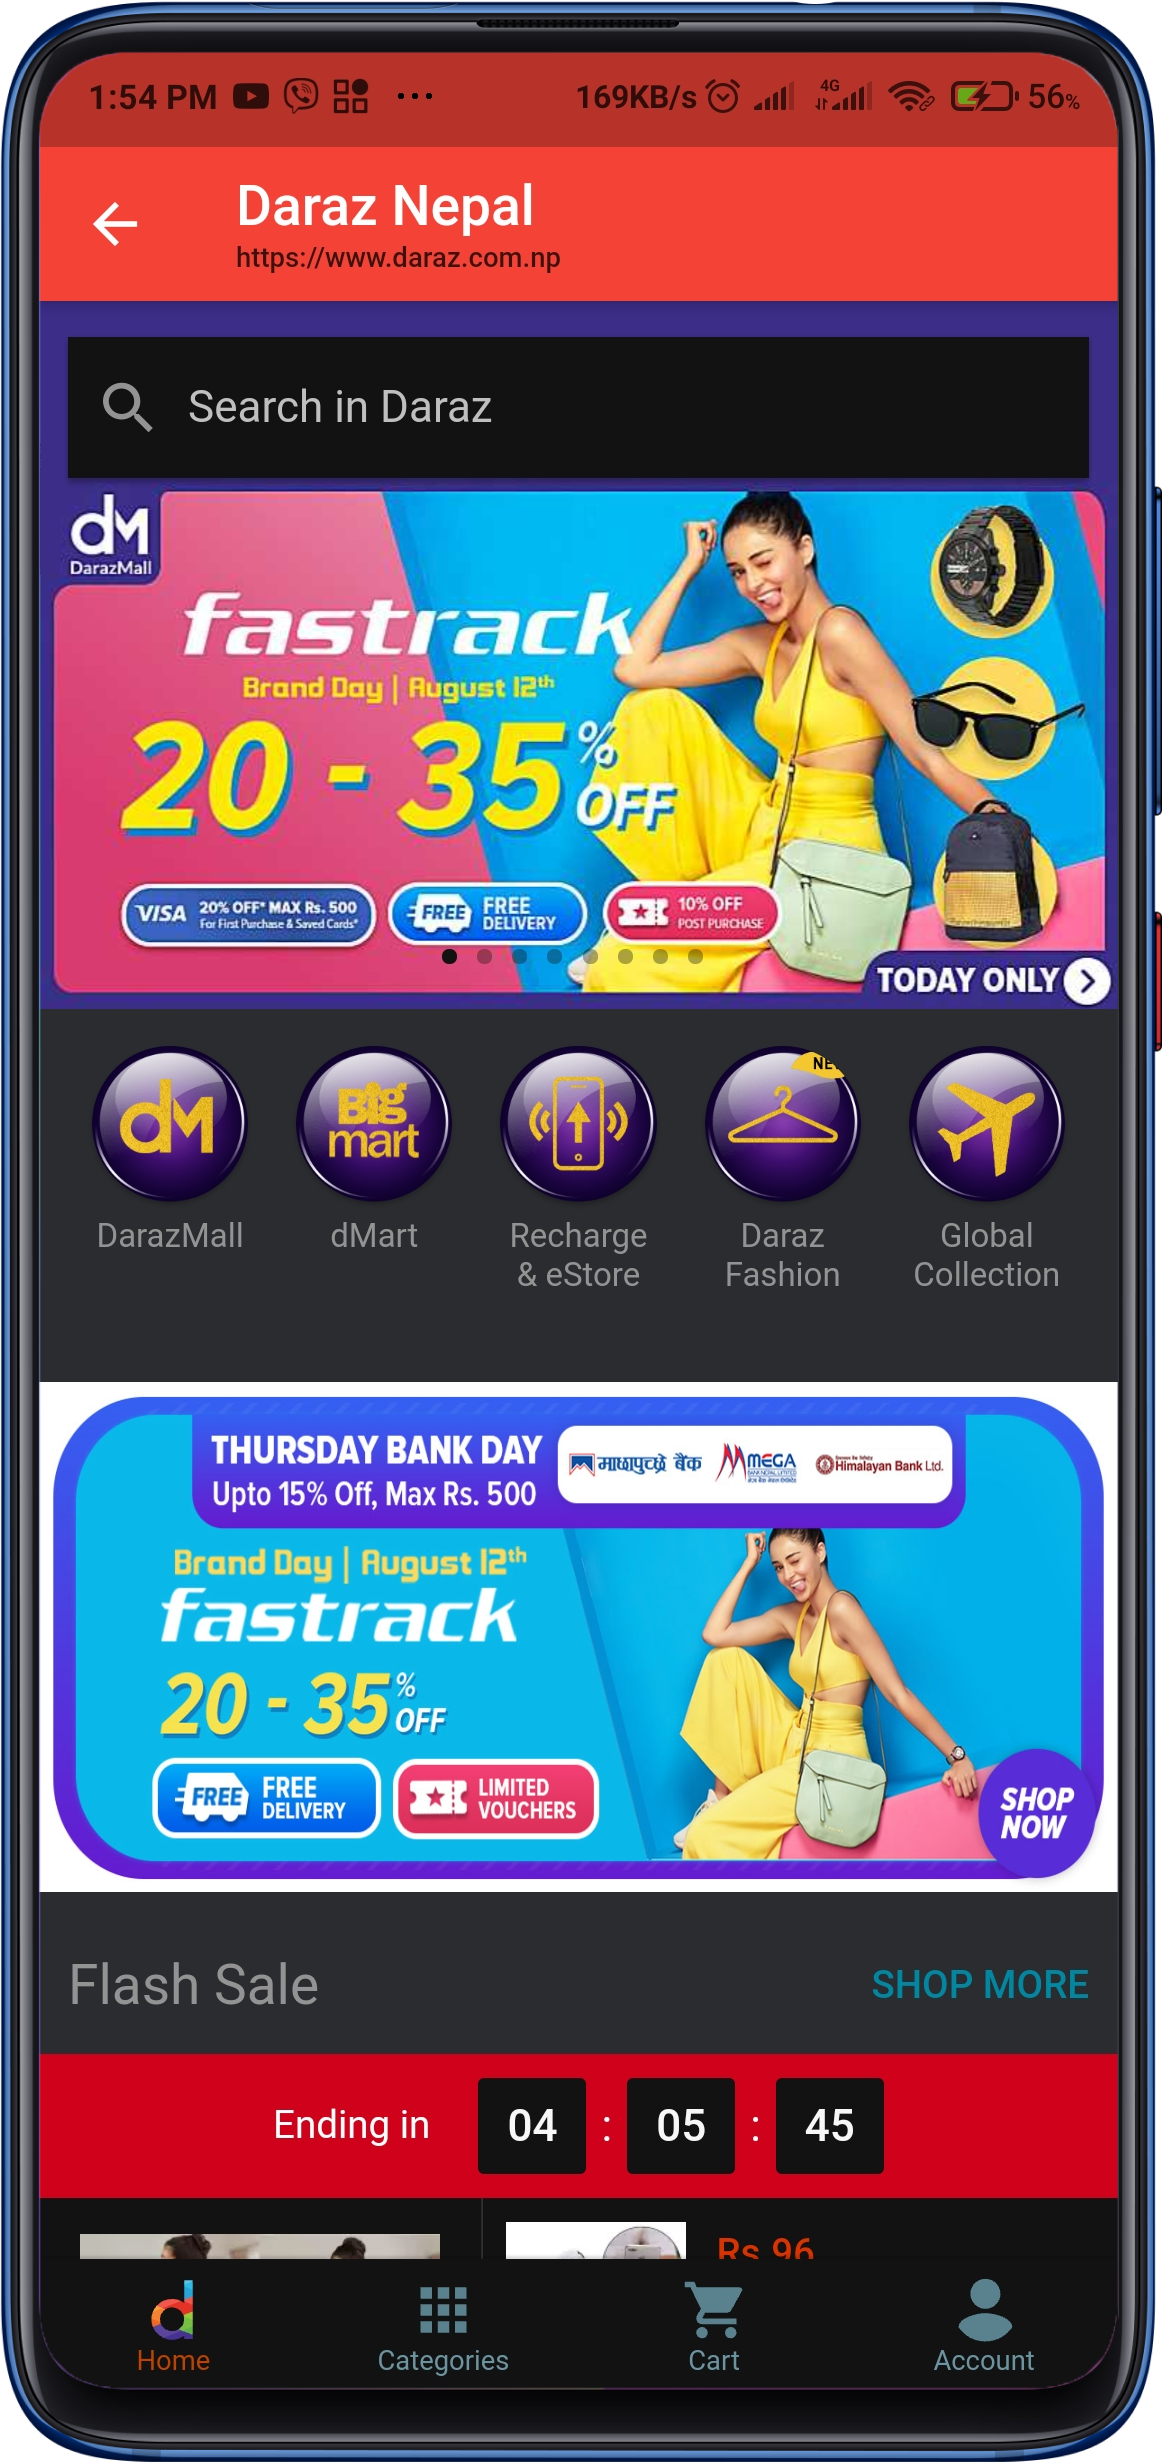 1:54 PM ... 169KB/s 4G 56%
Daraz Nepal
https://www.daraz.com.np
Search in Daraz
dM
DarazMall
fastrack
Brand Day | August 12th
20 - 35% OFF
VISA 20% OFF* MAX Rs. 500
For First Purchase & Saved Cards*
FREE FREE DELIVERY
10% OFF
POST PURCHASE
TODAY ONLY
dM
Big mart
DarazMall
dMart
Recharge
& eStore
Daraz
Fashion
Global
Collection
THURSDAY BANK DAY
Upto 15% Off, Max Rs. 500
माछापुच्छ्रे बैंक
MEGA
Himalayan Bank Ltd.
Brand Day | August 12th
fastrack
20 - 35% OFF
FREE FREE DELIVERY
LIMITED
VOUCHERS
SHOP
NOW
Flash Sale
SHOP MORE
Ending in 04 : 05 : 45
Rs 96
Home
Categories
Cart
Account